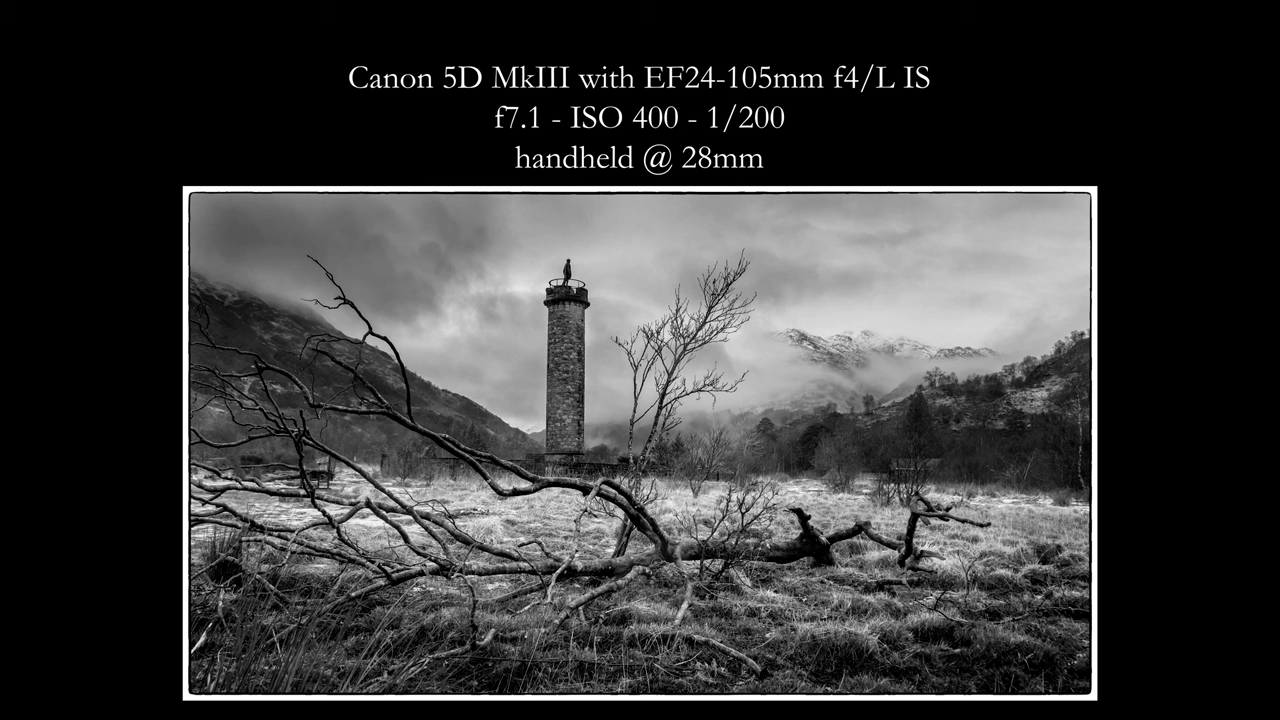 Canon 5D MkIII with EF24-105mm f4/L IS
f7.1 - ISO 400 - 1/200
handheld @ 28mm